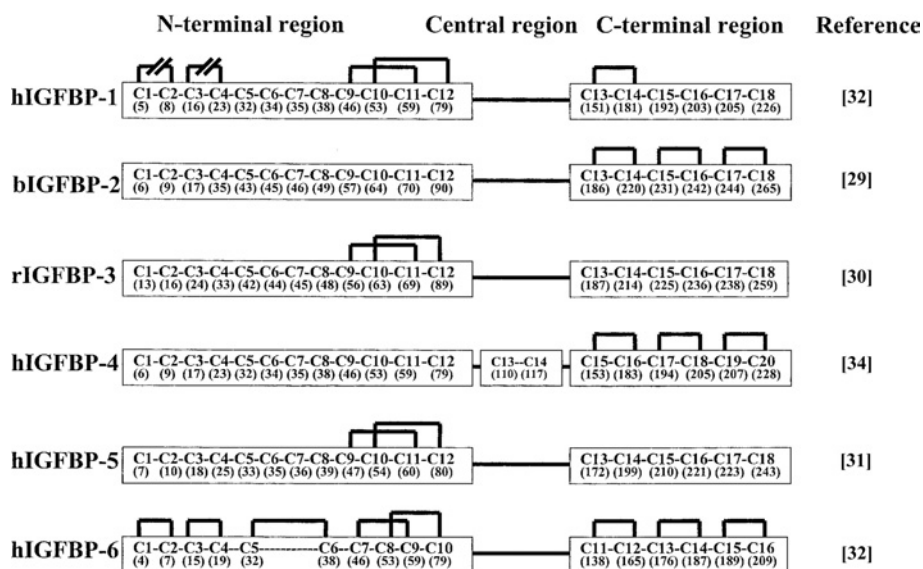 N-terminal region Central region C-terminal region Reference
hIGFBP-1 C1-C2-C3-C4-C5-C6-C7-C8-C9-C10-C11-C12 C13-C14-C15-C16-C17-C18 [32]
(5) (8) (16) (23) (32) (34) (35) (38) (46) (53) (59) (79) (151) (181) (192) (203) (205) (226)
bIGFBP-2 C1-C2-C3-C4-C5-C6-C7-C8-C9-C10-C11-C12 C13-C14-C15-C16-C17-C18 [29]
(6) (9) (17) (35) (43) (45) (46) (49) (57) (64) (70) (90) (186) (220) (231) (242) (244) (265)
rIGFBP-3 C1-C2-C3-C4-C5-C6-C7-C8-C9-C10-C11-C12 C13-C14-C15-C16-C17-C18 [30]
(13) (16) (24) (33) (42) (44) (45) (48) (56) (63) (69) (89) (187) (214) (225) (236) (238) (259)
hIGFBP-4 C1-C2-C3-C4-C5-C6-C7-C8-C9-C10-C11-C12 C13--C14 C15-C16-C17-C18-C19-C20 [34]
(6) (9) (17) (23) (32) (34) (35) (38) (46) (53) (59) (79) (110) (117) (153) (183) (194) (205) (207) (228)
hIGFBP-5 C1-C2-C3-C4-C5-C6-C7-C8-C9-C10-C11-C12 C13-C14-C15-C16-C17-C18 [31]
(7) (10) (18) (25) (33) (35) (36) (39) (47) (54) (60) (80) (172) (199) (210) (221) (223) (243)
hIGFBP-6 C1-C2-C3-C4--C5----------C6--C7-C8-C9-C10 C11-C12-C13-C14-C15-C16 [32]
(4) (7) (15) (19) (32) (38) (46) (53) (59) (79) (138) (165) (176) (187) (189) (209)